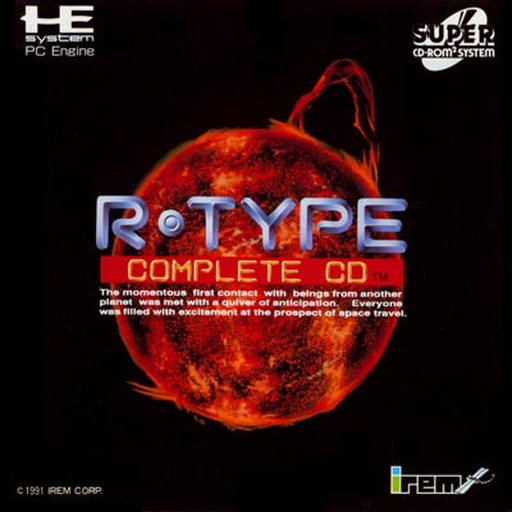 HE
system
PC Engine
SUPER
CD-ROM² SYSTEM
R·TYPE
COMPLETE CD™
The momentous first contact with beings from another
planet was met with a quiver of anticipation. Everyone
was filled with excitement at the prospect of space travel.
©1991 IREM CORP.
irem